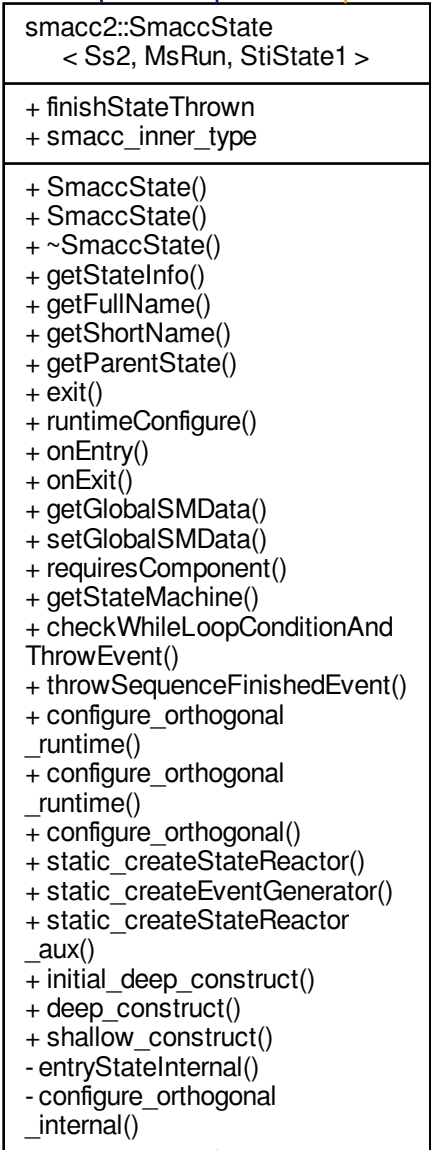 smacc2::SmaccState
< Ss2, MsRun, StiState1 >
+ finishStateThrown
+ smacc_inner_type
+ SmaccState()
+ SmaccState()
+ ~SmaccState()
+ getStateInfo()
+ getFullName()
+ getShortName()
+ getParentState()
+ exit()
+ runtimeConfigure()
+ onEntry()
+ onExit()
+ getGlobalSMData()
+ setGlobalSMData()
+ requiresComponent()
+ getStateMachine()
+ checkWhileLoopConditionAnd
ThrowEvent()
+ throwSequenceFinishedEvent()
+ configure_orthogonal
_runtime()
+ configure_orthogonal
_runtime()
+ configure_orthogonal()
+ static_createStateReactor()
+ static_createEventGenerator()
+ static_createStateReactor
_aux()
+ initial_deep_construct()
+ deep_construct()
+ shallow_construct()
- entryStateInternal()
- configure_orthogonal
_internal()